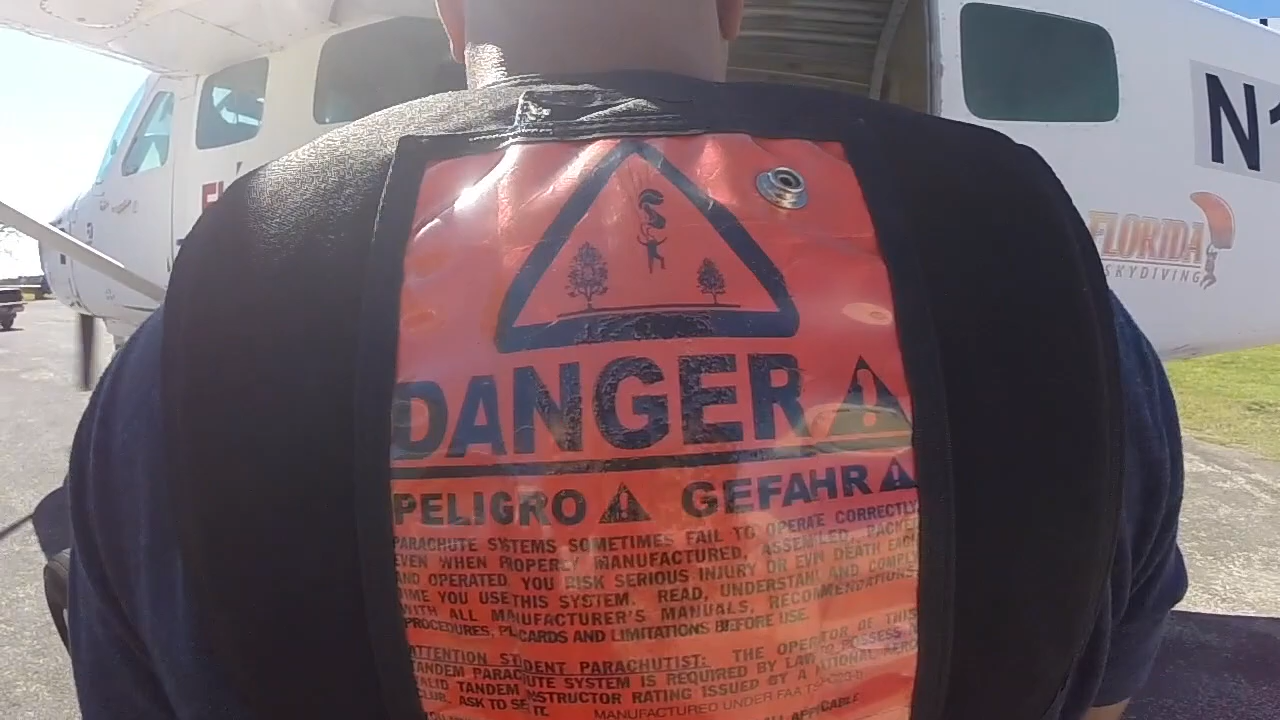 N1
FLORIDA
SKYDIVING
DANGER
PELIGRO GEFAHR
PARACHUTE SYSTEMS SOMETIMES FAIL TO OPERATE CORRECTLY
EVEN WHEN PROPERLY MANUFACTURED, ASSEMBLED, PACKED
AND OPERATED. YOU RISK SERIOUS INJURY OR EVEN DEATH EACH
TIME YOU USE THIS SYSTEM. READ, UNDERSTAND AND COMPLY
WITH ALL MANUFACTURER'S MANUALS, RECOMMENDATIONS,
PROCEDURES, PLACARDS AND LIMITATIONS BEFORE USE.
ATTENTION STUDENT PARACHUTIST: THE OPERATOR OF THIS
TANDEM PARACHUTE SYSTEM IS REQUIRED BY LAW TO POSSESS
VALID TANDEM INSTRUCTOR RATING ISSUED BY A NATIONAL AERO
CLUB. ASK TO SEE IT.
MANUFACTURED UNDER FAA
ALL APPLICABLE